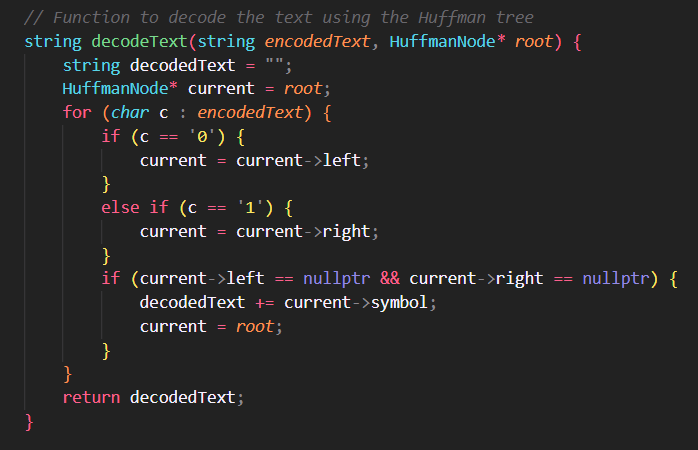 // Function to decode the text using the Huffman tree
string decodeText(string encodedText, HuffmanNode* root) {
    string decodedText = "";
    HuffmanNode* current = root;
    for (char c : encodedText) {
        if (c == '0') {
            current = current->left;
        }
        else if (c == '1') {
            current = current->right;
        }
        if (current->left == nullptr && current->right == nullptr) {
            decodedText += current->symbol;
            current = root;
        }
    }
    return decodedText;
}